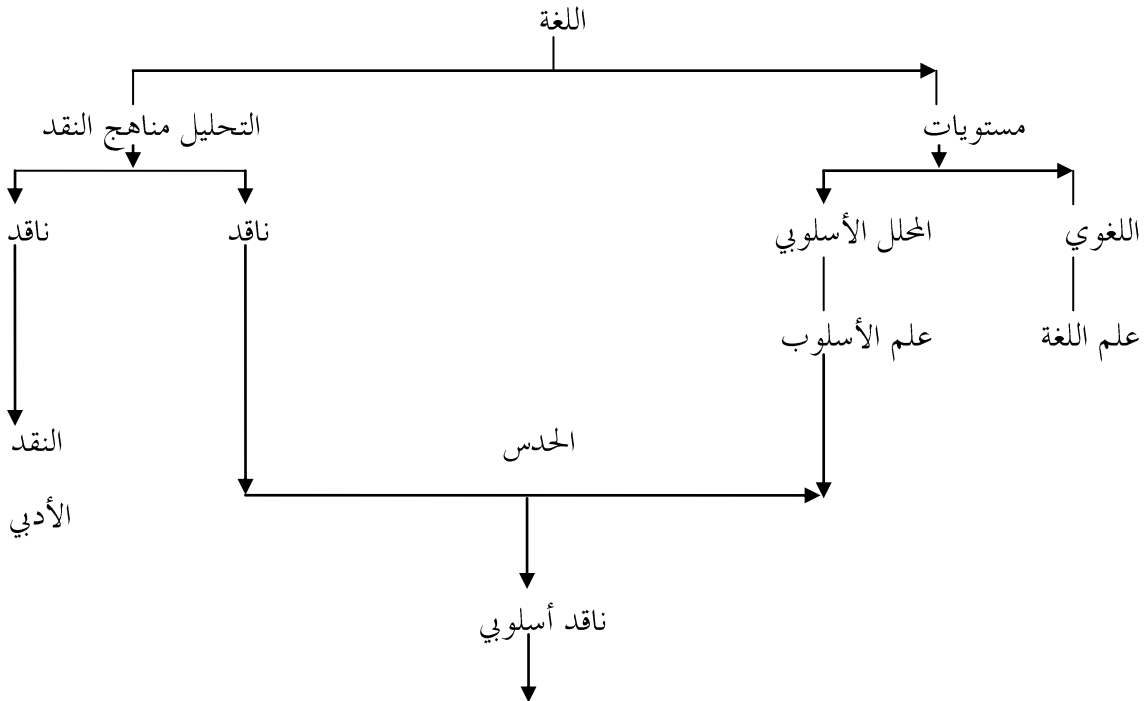 اللغة
مستويات
التحليل مناهج النقد
اللغوي
المحلل الأسلوبي
ناقد
ناقد
علم اللغة
علم الأسلوب
الحدس
النقد
الأدبي
ناقد أسلوبي